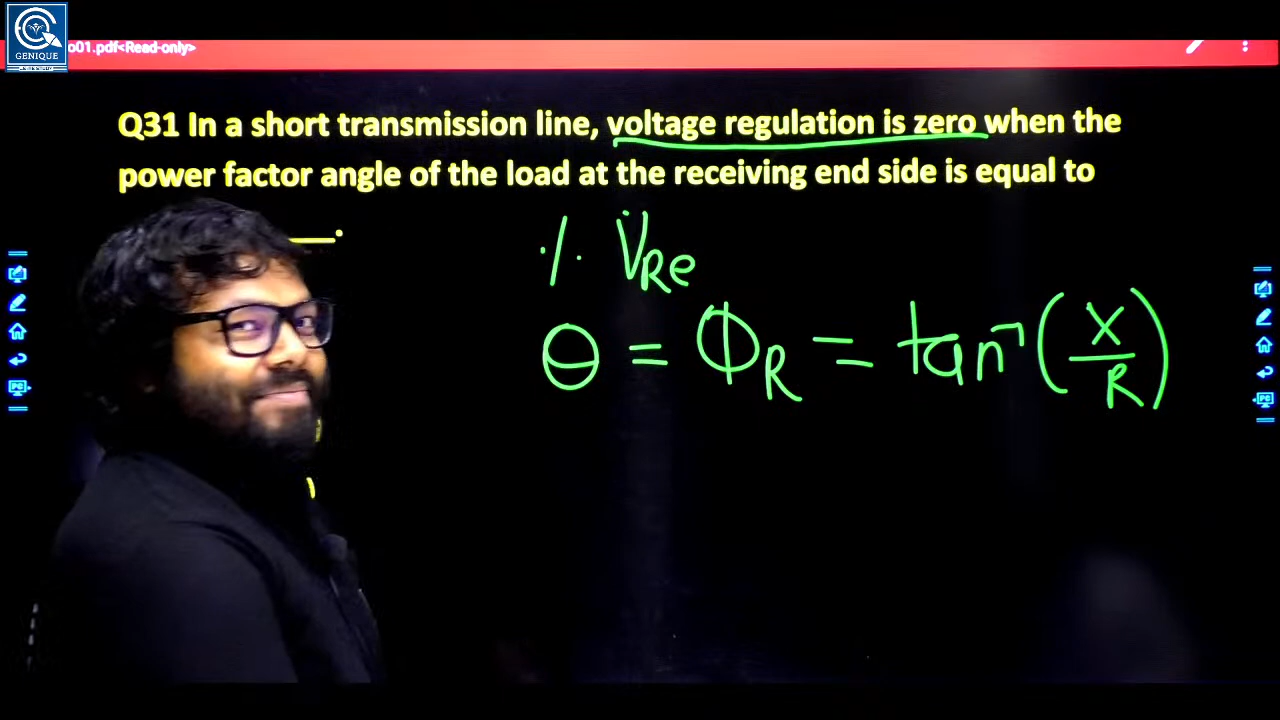 GENIQUE
o01.pdf<Read-only>
Q31 In a short transmission line, voltage regulation is zero when the
power factor angle of the load at the receiving end side is equal to
____.
·/. VRe
θ = ΦR = tan⁻¹(X/R)